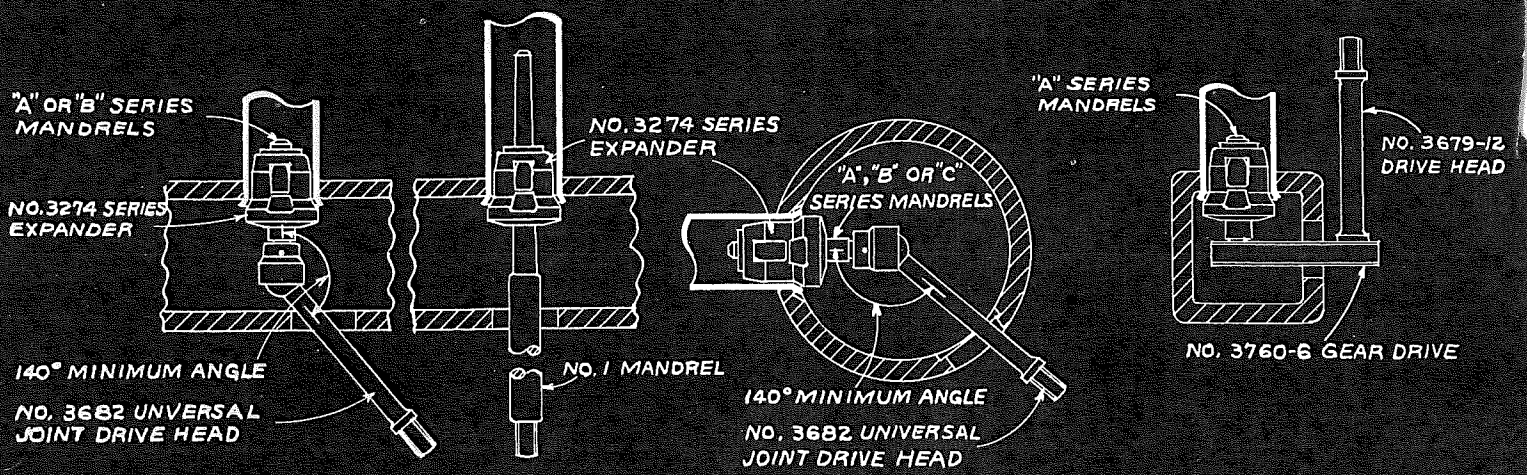 "A" OR "B" SERIES
MANDRELS
NO. 3274 SERIES
EXPANDER
140° MINIMUM ANGLE
NO. 3682 UNVERSAL
JOINT DRIVE HEAD
NO. 3274 SERIES
EXPANDER
NO. 1 MANDREL
"A", "B" OR "C"
SERIES MANDRELS
140° MINIMUM ANGLE
NO. 3682 UNIVERSAL
JOINT DRIVE HEAD
"A" SERIES
MANDRELS
NO. 3679-12
DRIVE HEAD
NO. 3760-6 GEAR DRIVE